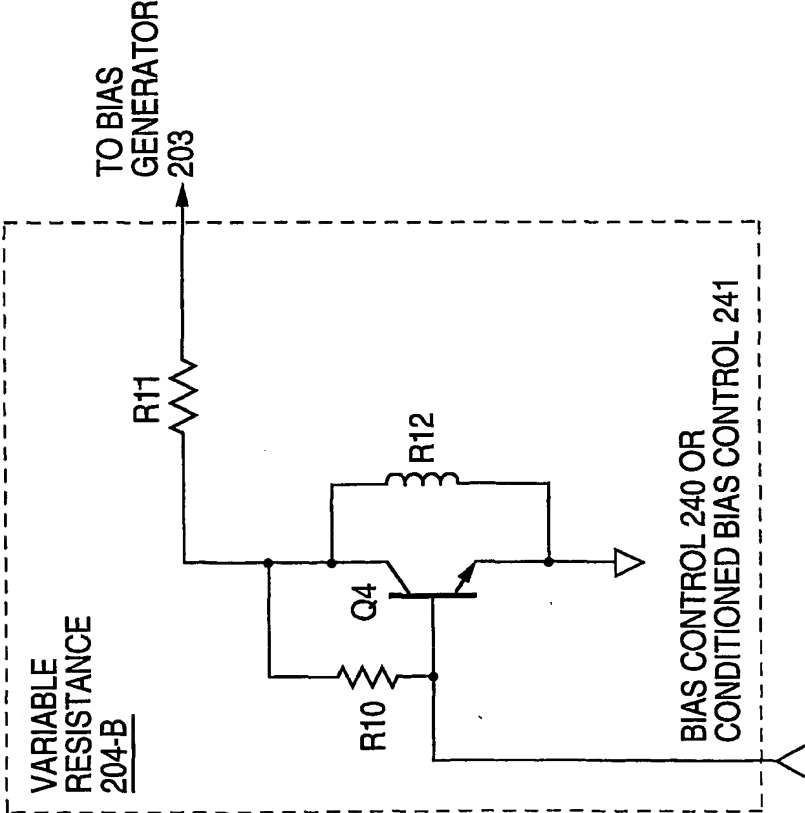 VARIABLE
RESISTANCE
204-B
TO BIAS
GENERATOR
203
R11
R12
Q4
R10
BIAS CONTROL 240 OR
CONDITIONED BIAS CONTROL 241